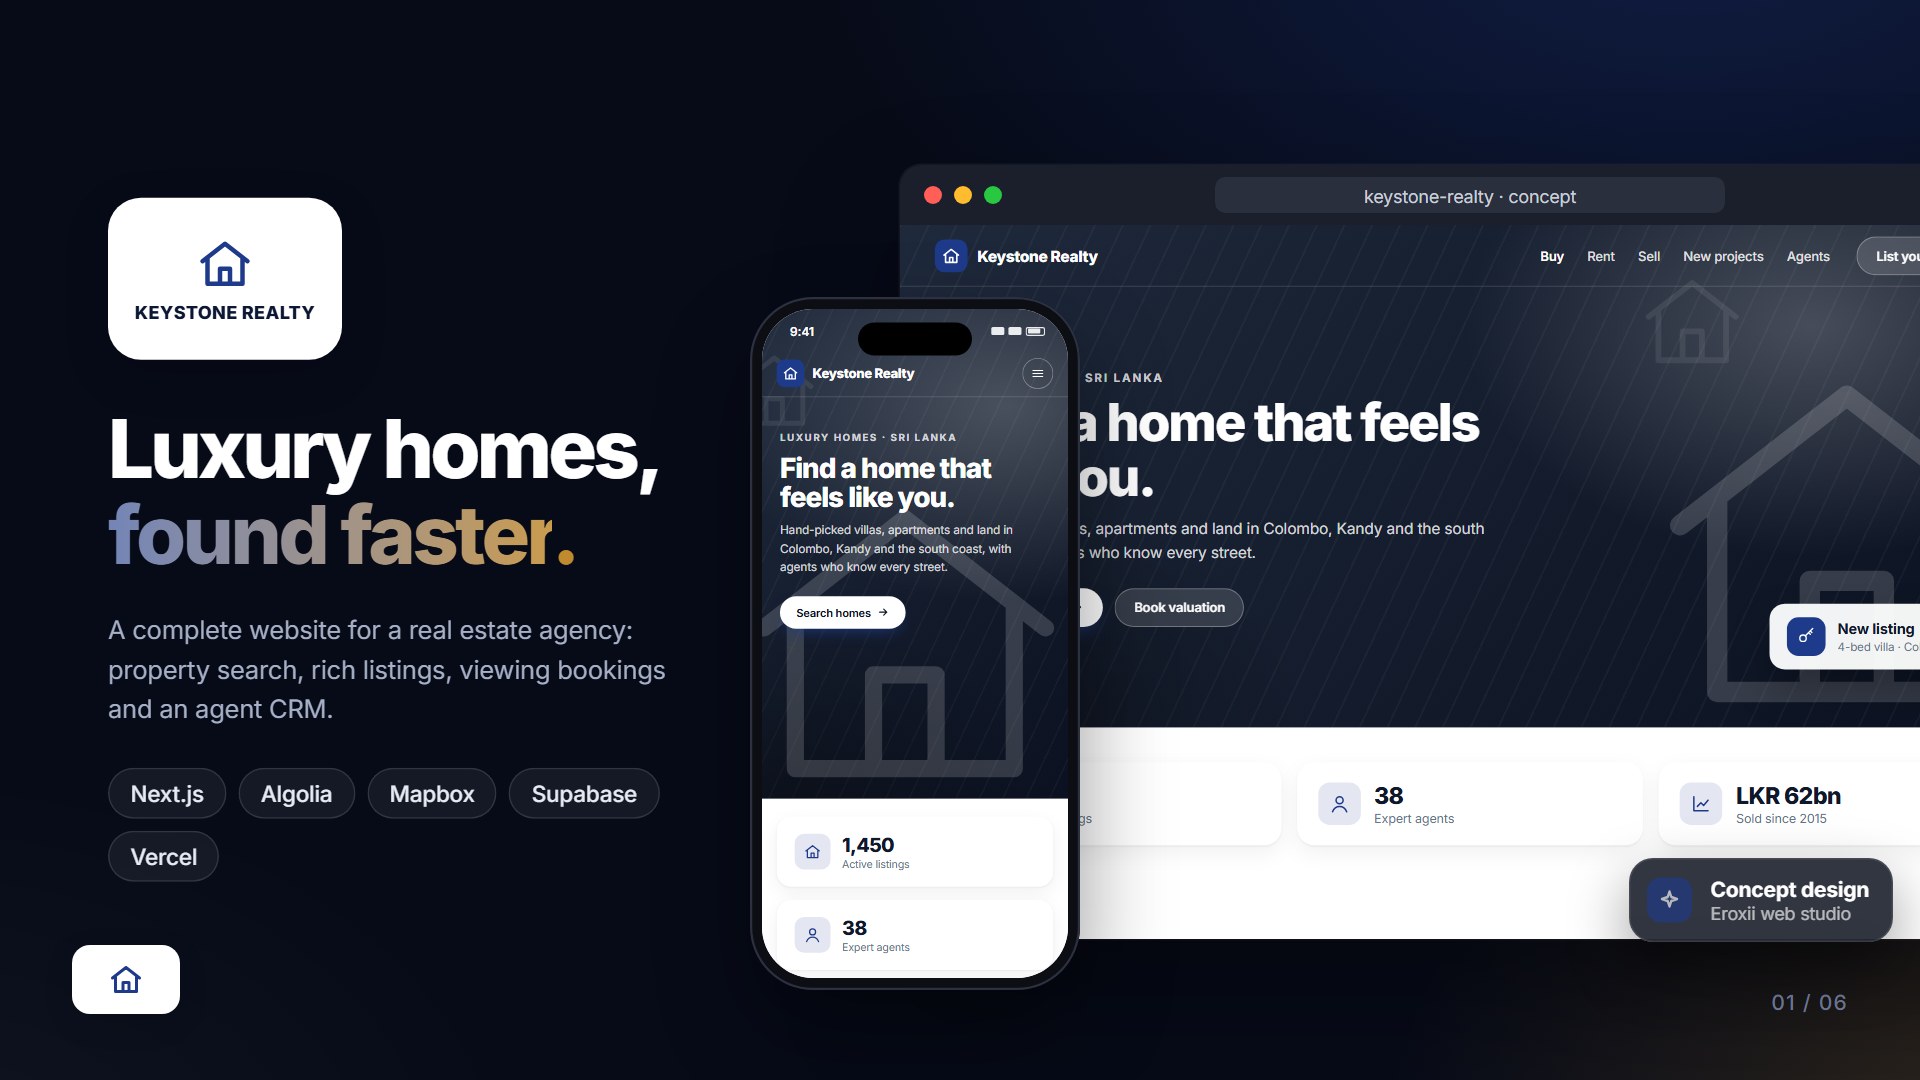 KEYSTONE REALTY
Luxury homes,
found faster.
A complete website for a real estate agency:
property search, rich listings, viewing bookings
and an agent CRM.
Next.js
Algolia
Mapbox
Supabase
Vercel
9:41
Keystone Realty
LUXURY HOMES · SRI LANKA
Find a home that
feels like you.
Hand-picked villas, apartments and land in
Colombo, Kandy and the south coast, with
agents who know every street.
Search homes
1,450
Active listings
38
Expert agents
keystone-realty · concept
Keystone Realty
Buy
Rent
Sell
New projects
Agents
List you
SRI LANKA
a home that feels
ou.
s, apartments and land in Colombo, Kandy and the south
s who know every street.
Book valuation
New listing
4-bed villa · Co
gs
38
Expert agents
LKR 62bn
Sold since 2015
Concept design
Eroxii web studio
01 / 06